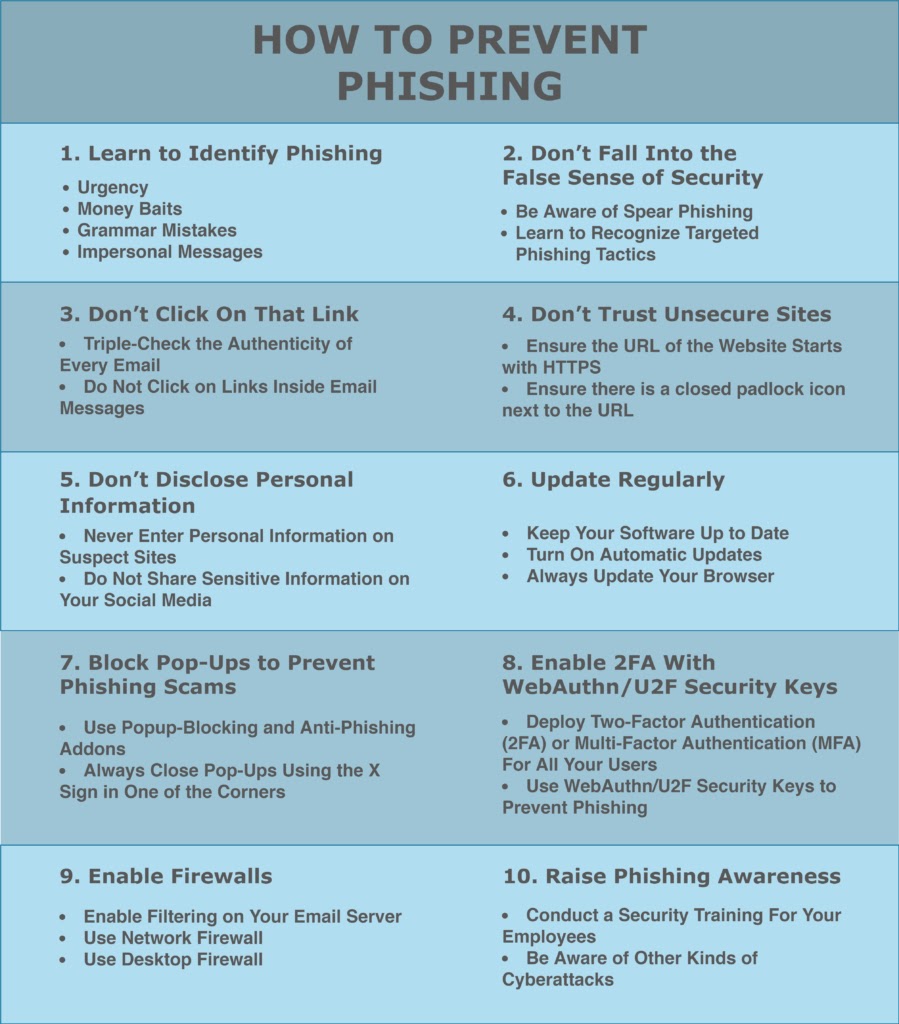 HOW TO PREVENT
PHISHING
1. Learn to Identify Phishing
• Urgency
• Money Baits
• Grammar Mistakes
• Impersonal Messages
2. Don’t Fall Into the
False Sense of Security
• Be Aware of Spear Phishing
• Learn to Recognize Targeted
Phishing Tactics
3. Don’t Click On That Link
• Triple-Check the Authenticity of
Every Email
• Do Not Click on Links Inside Email
Messages
4. Don’t Trust Unsecure Sites
• Ensure the URL of the Website Starts
with HTTPS
• Ensure there is a closed padlock icon
next to the URL
5. Don’t Disclose Personal
Information
• Never Enter Personal Information on
Suspect Sites
• Do Not Share Sensitive Information on
Your Social Media
6. Update Regularly
• Keep Your Software Up to Date
• Turn On Automatic Updates
• Always Update Your Browser
7. Block Pop-Ups to Prevent
Phishing Scams
• Use Popup-Blocking and Anti-Phishing
Addons
• Always Close Pop-Ups Using the X
Sign in One of the Corners
8. Enable 2FA With
WebAuthn/U2F Security Keys
• Deploy Two-Factor Authentication
(2FA) or Multi-Factor Authentication (MFA)
For All Your Users
• Use WebAuthn/U2F Security Keys to
Prevent Phishing
9. Enable Firewalls
• Enable Filtering on Your Email Server
• Use Network Firewall
• Use Desktop Firewall
10. Raise Phishing Awareness
• Conduct a Security Training For Your
Employees
• Be Aware of Other Kinds of
Cyberattacks